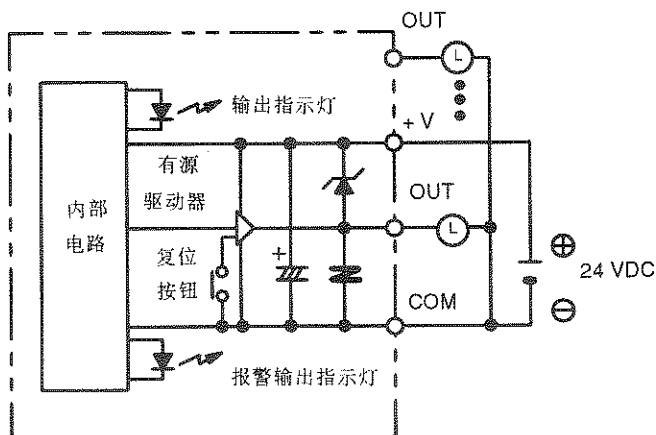 OUT
L
输出指示灯
+ V
有源
驱动器
OUT
内部
电路
L
复位
按钮
+
⊕
24 VDC
⊖
COM
报警输出指示灯